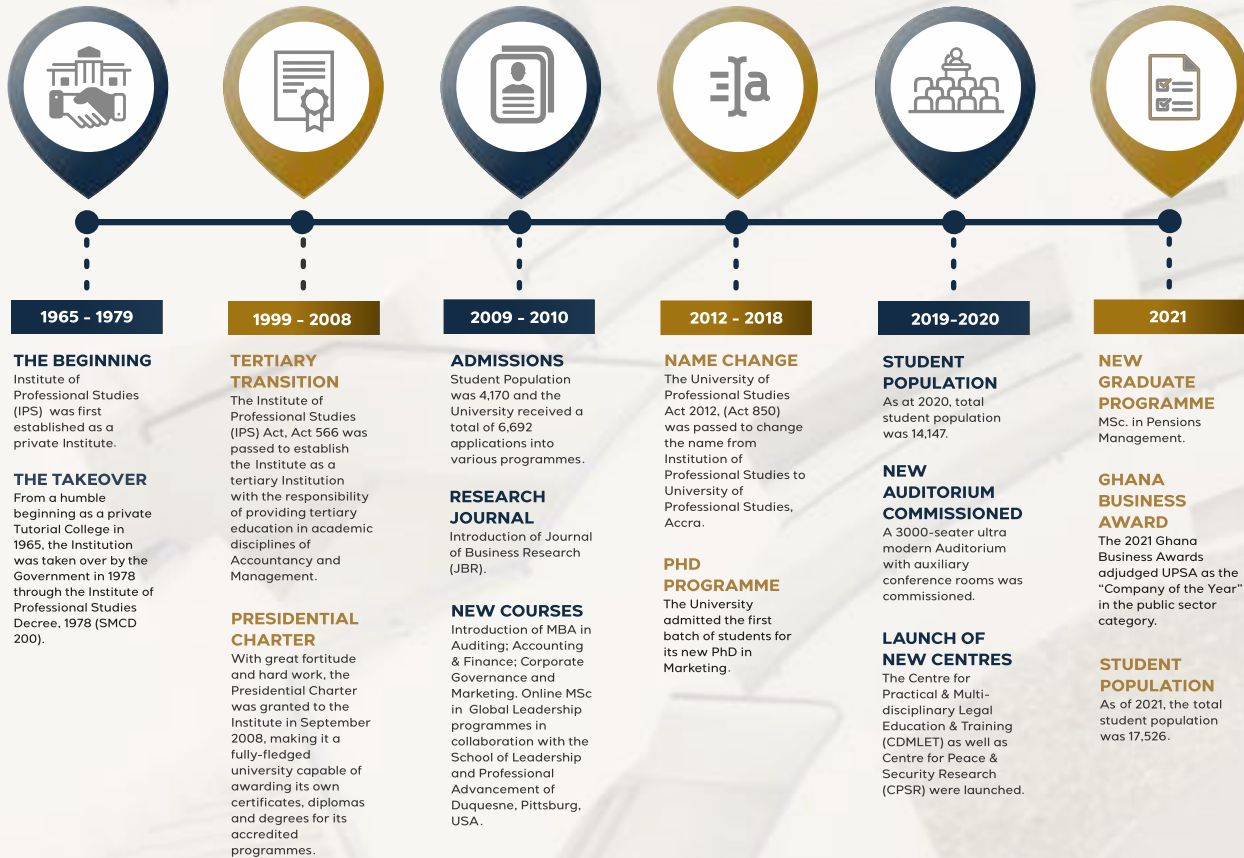 1965 - 1979
THE BEGINNING
Institute of
Professional Studies
(IPS) was first
established as a
private Institute.
THE TAKEOVER
From a humble
beginning as a private
Tutorial College in
1965, the Institution
was taken over by the
Government in 1978
through the Institute of
Professional Studies
Decree, 1978 (SMCD
200).
1999 - 2008
TERTIARY
TRANSITION
The Institute of
Professional Studies
(IPS) Act, Act 566 was
passed to establish
the Institute as a
tertiary Institution
with the responsibility
of providing tertiary
education in academic
disciplines of
Accountancy and
Management.
PRESIDENTIAL
CHARTER
With great fortitude
and hard work, the
Presidential Charter
was granted to the
Institute in September
2008, making it a
fully-fledged
university capable of
awarding its own
certificates, diplomas
and degrees for its
accredited
programmes.
2009 - 2010
ADMISSIONS
Student Population
was 4,170 and the
University received a
total of 6,692
applications into
various programmes.
RESEARCH
JOURNAL
Introduction of Journal
of Business Research
(JBR).
NEW COURSES
Introduction of MBA in
Auditing; Accounting
& Finance; Corporate
Governance and
Marketing. Online MSc
in Global Leadership
programmes in
collaboration with the
School of Leadership
and Professional
Advancement of
Duquesne, Pittsburg,
USA.
a
2012 - 2018
NAME CHANGE
The University of
Professional Studies
Act 2012, (Act 850)
was passed to change
the name from
Institution of
Professional Studies to
University of
Professional Studies,
Accra.
PHD
PROGRAMME
The University
admitted the first
batch of students for
its new PhD in
Marketing.
2019-2020
STUDENT
POPULATION
As at 2020, total
student population
was 14,147.
NEW
AUDITORIUM
COMMISSIONED
A 3000-seater ultra
modern Auditorium
with auxiliary
conference rooms was
commissioned.
LAUNCH OF
NEW CENTRES
The Centre for
Practical & Multi-
disciplinary Legal
Education & Training
(CDMLET) as well as
Centre for Peace &
Security Research
(CPSR) were launched.
2021
NEW
GRADUATE
PROGRAMME
MSc. in Pensions
Management.
GHANA
BUSINESS
AWARD
The 2021 Ghana
Business Awards
adjudged UPSA as the
“Company of the Year”
in the public sector
category.
STUDENT
POPULATION
As of 2021, the total
student population
was 17,526.